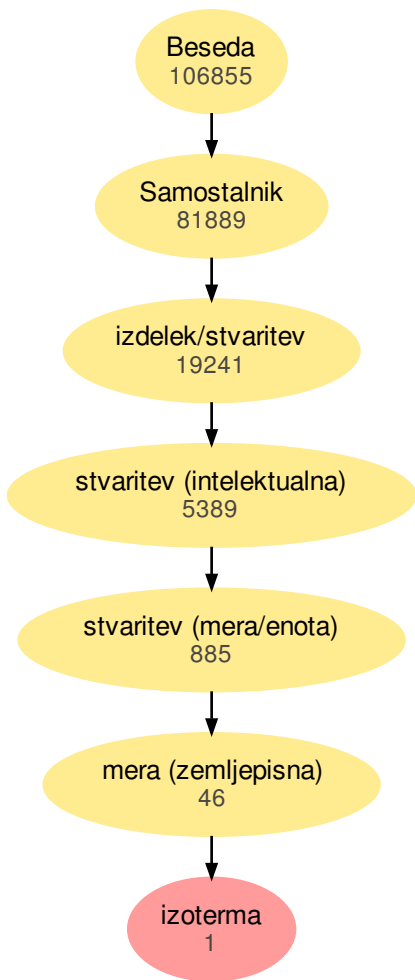 Beseda
106855
Samostalnik
81889
izdelek/stvaritev
19241
stvaritev (intelektualna)
5389
stvaritev (mera/enota)
885
mera (zemljepisna)
46
izoterma
1